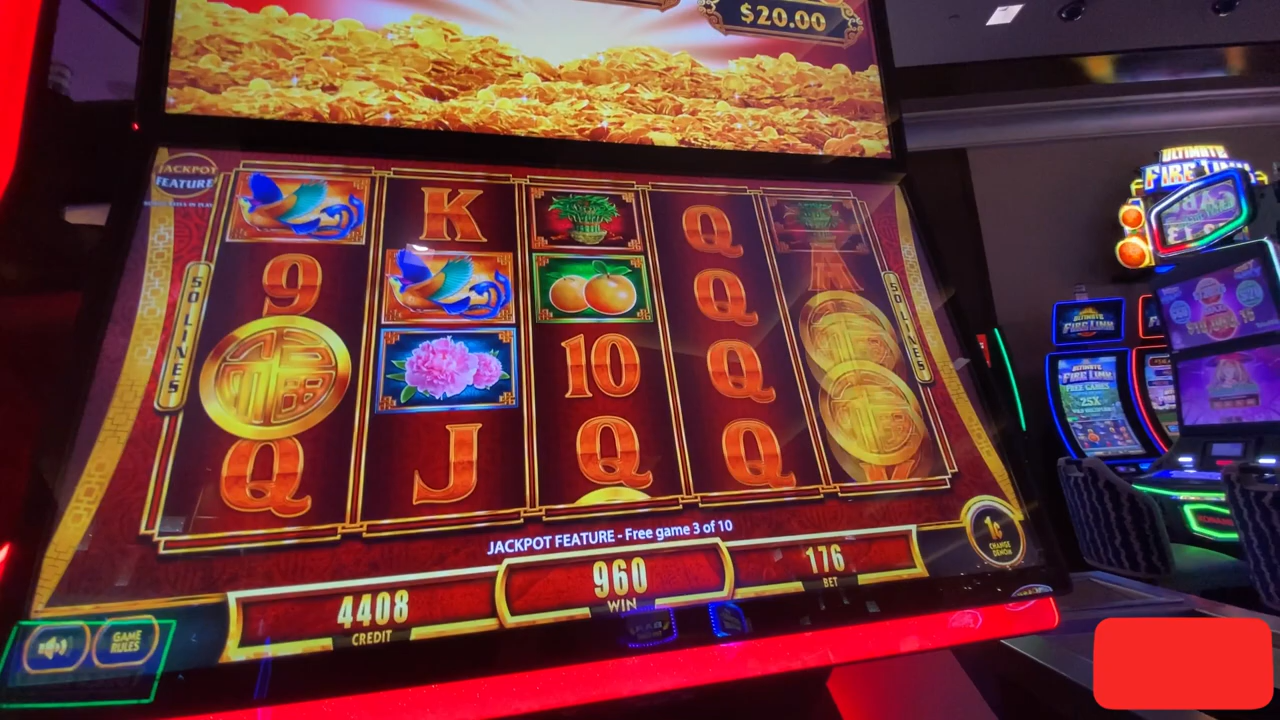 $20.00
JACKPOT
FEATURE
50 LINES
50 LINES
K
9
福
Q
J
10
Q
Q
Q
Q
Q
JACKPOT FEATURE - Free game 3 of 10
4408
CREDIT
960
WIN
176
BET
1¢
CHANGE
DENOM
GAME
RULES
ULTIMATE
FIRE LINK
ULTIMATE
FIRE LINK
ULTIMATE
FIRE LINK
FREE GAMES
25X